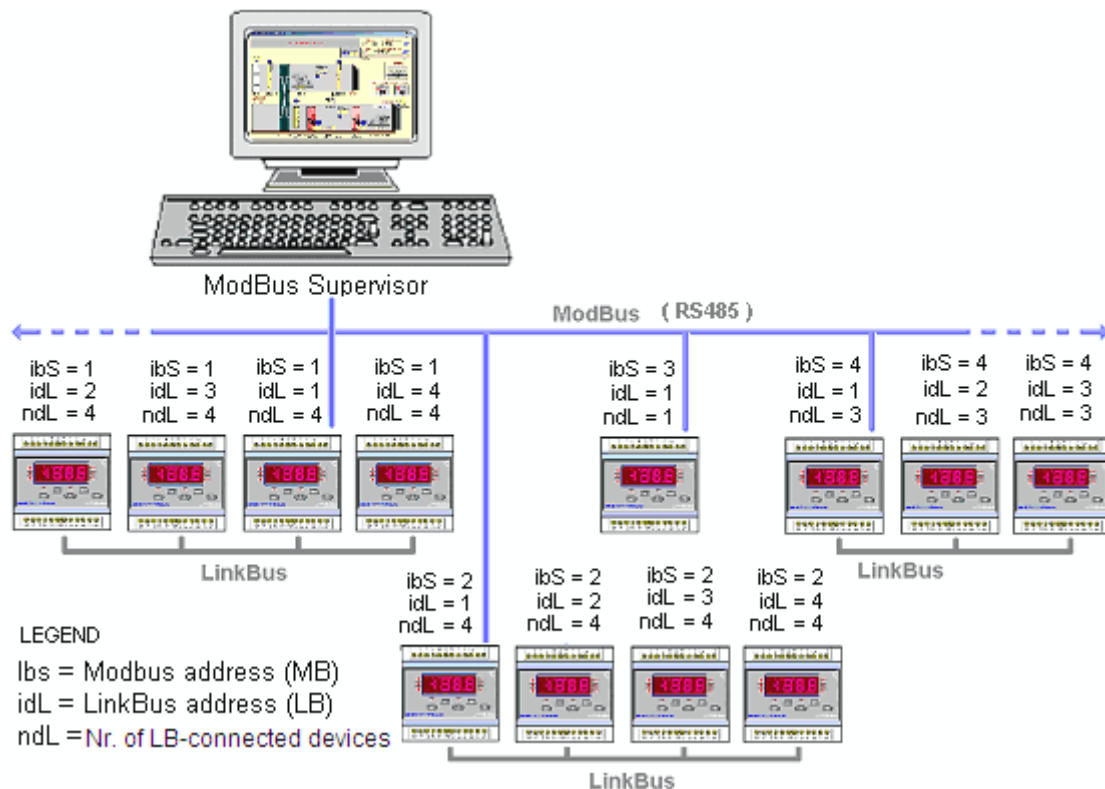 ModBus Supervisor
ModBus ( RS485 )
ibS = 1
idL = 2
ndL = 4
ibS = 1
idL = 3
ndL = 4
ibS = 1
idL = 1
ndL = 4
ibS = 1
idL = 4
ndL = 4
ibS = 3
idL = 1
ndL = 1
ibS = 4
idL = 1
ndL = 3
ibS = 4
idL = 2
ndL = 3
ibS = 4
idL = 3
ndL = 3
LinkBus
LinkBus
ibS = 2
idL = 1
ndL = 4
ibS = 2
idL = 2
ndL = 4
ibS = 2
idL = 3
ndL = 4
ibS = 2
idL = 4
ndL = 4
LEGEND
Ibs = Modbus address (MB)
idL = LinkBus address (LB)
ndL = Nr. of LB-connected devices
LinkBus